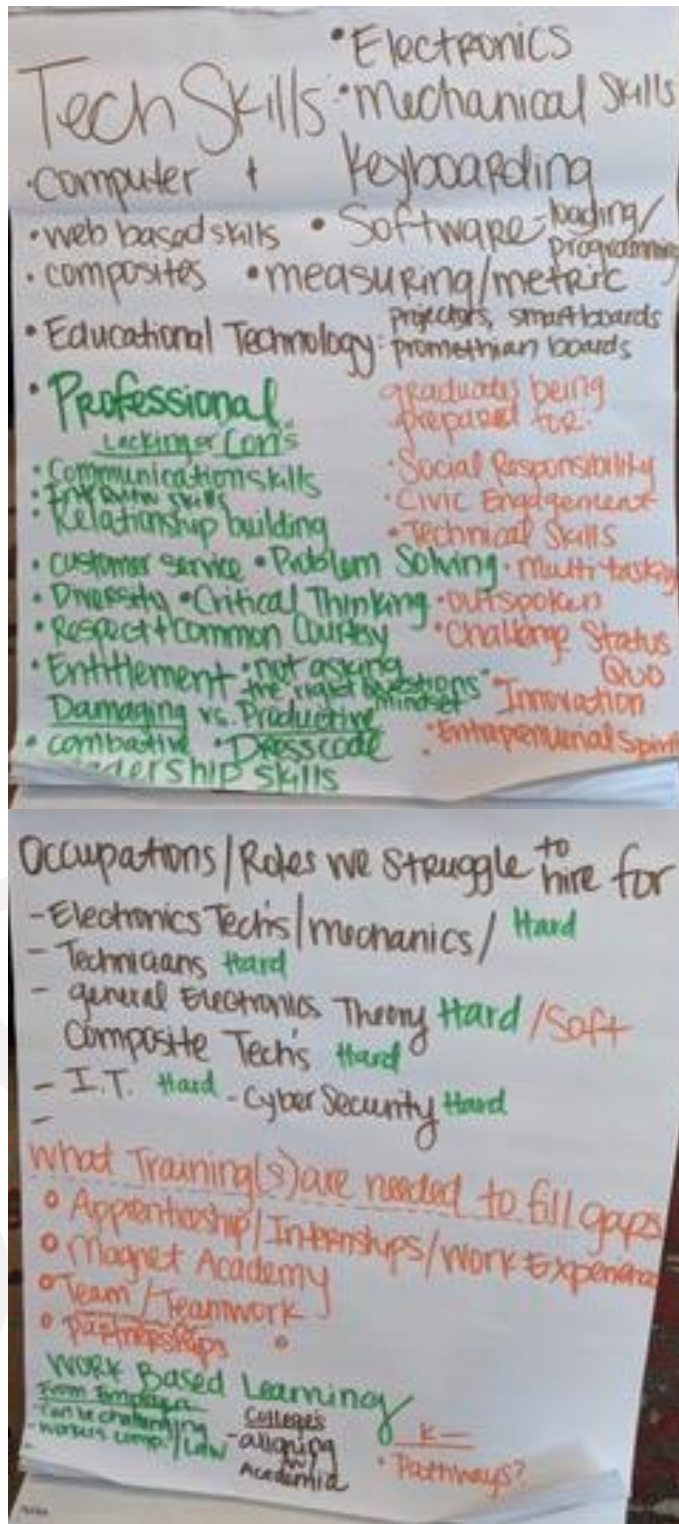 • Electronics
Tech Skills • Mechanical Skills
• Computer + Keyboarding
• web based skills • Software - loading/
programming
• composites • measuring/metric
• Educational Technology: projectors, smartboards
promethian boards
• Professional
Lacking or Con's
• Communication skills
• Relationship building
• customer service • Problem Solving
• Diversity • Critical Thinking
• Respect + Common Courtesy
• Entitlement • not asking
the right questions
Damaging vs. Productive mindset
• combative • Dress code
Leadership skills
graduates being
prepared for:
• Social Responsibility
• Civic Engagement
• Technical Skills
• multi tasking
• outspoken
• Challenge Status
Quo
• Innovation
• Entreprenuerial Spirit
Occupations/Roles we struggle to hire for
- Electronics Tech's/mechanics/ Hard
- Technicians Hard
- general Electronics Theory Hard /Soft
Composite Tech's Hard
- I.T. Hard - Cyber Security Hard
-
What Training(s) are needed to fill gaps
o Apprenticeship/Internships/Work Experience
o Magnet Academy
o Team/Teamwork
o Partnerships o
Work Based Learning
From Employer
- Can be challenging
- Workers comp./Law
College's
- aligning
w/
Academia
K—
• Pathways?